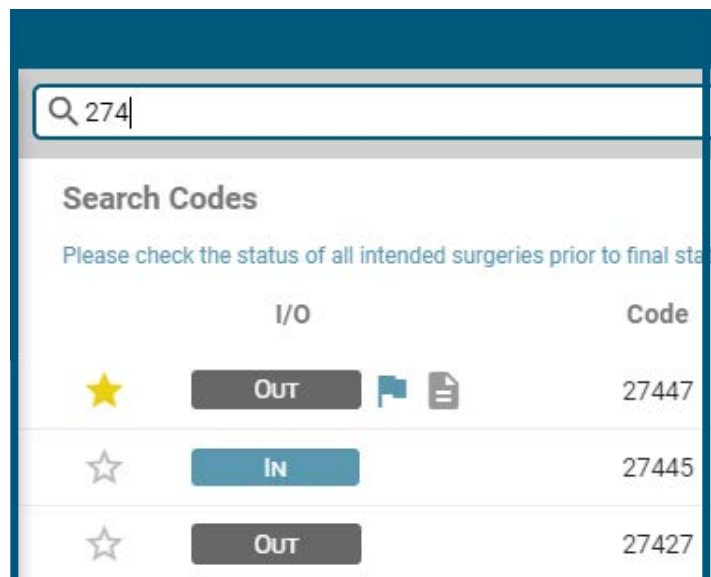 274
Search Codes
Please check the status of all intended surgeries prior to final
I/O Code
OUT 27447
IN 27445
OUT 27427